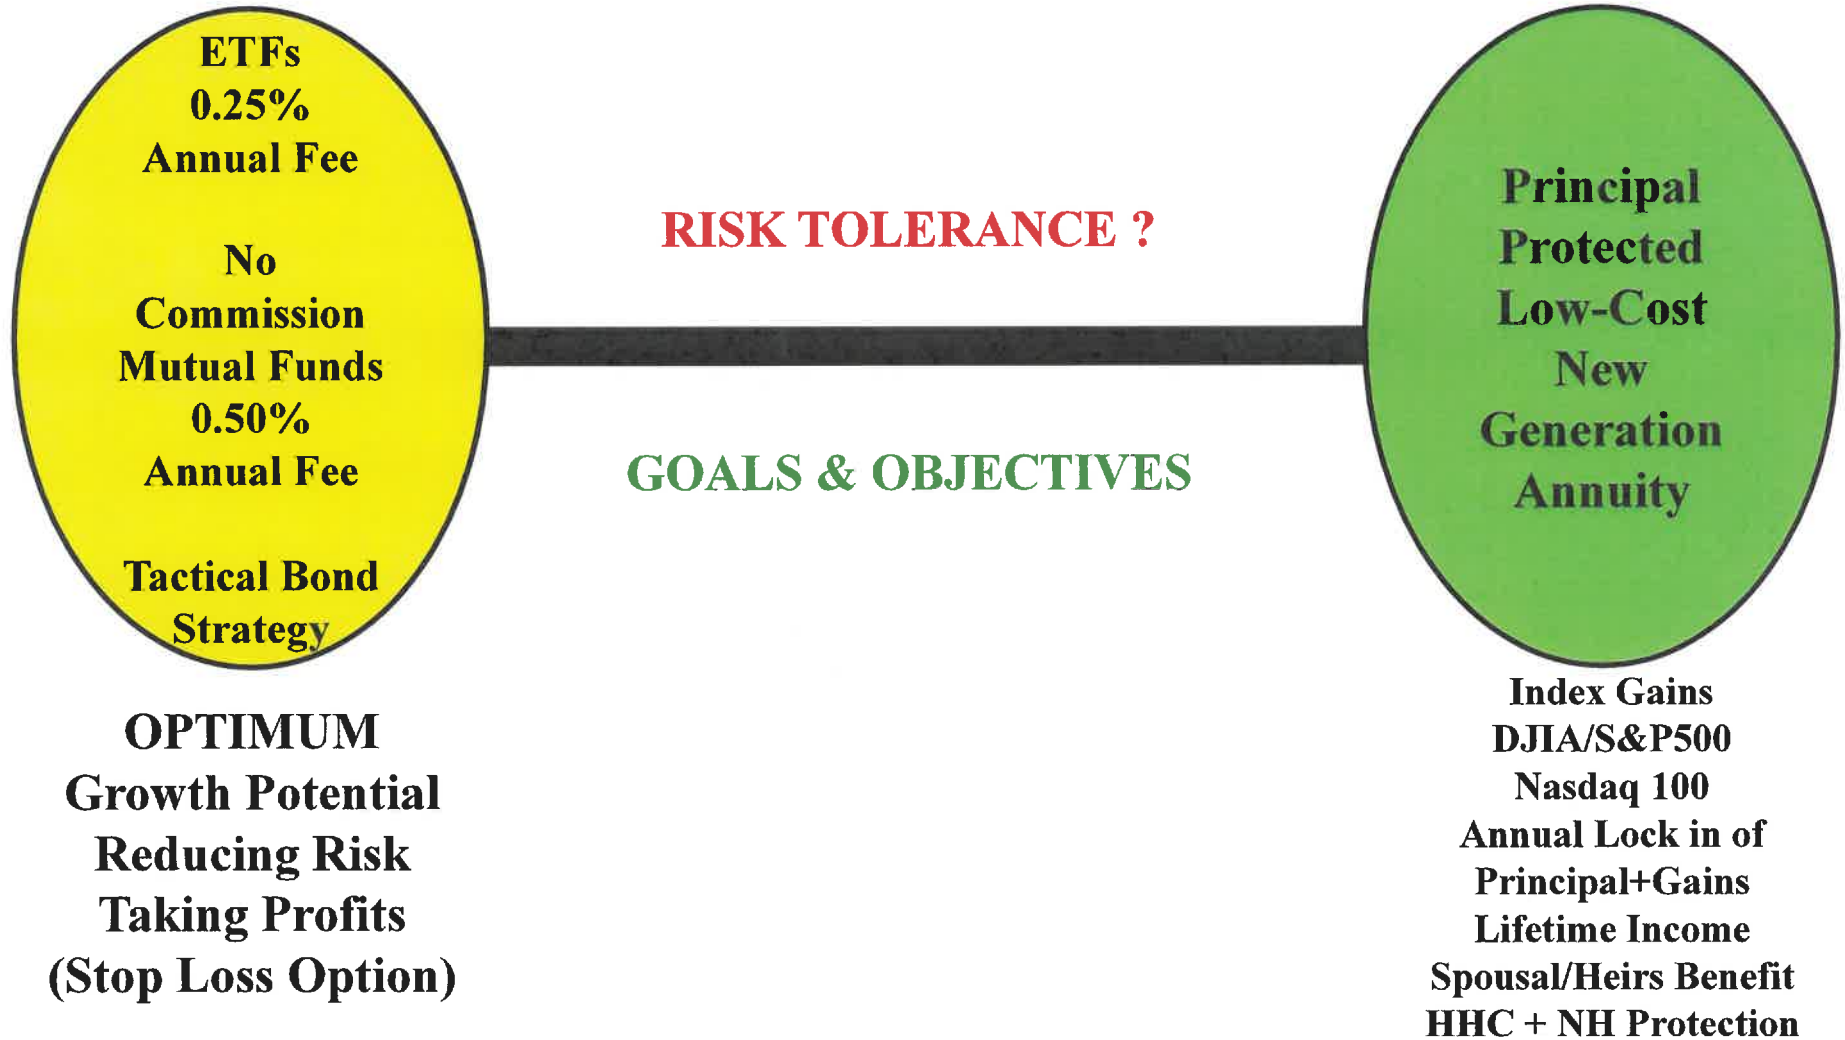 ETFs
0.25%
Annual Fee
No
Commission
Mutual Funds
0.50%
Annual Fee
Tactical Bond
Strategy
OPTIMUM
Growth Potential
Reducing Risk
Taking Profits
(Stop Loss Option)
RISK TOLERANCE ?
GOALS & OBJECTIVES
Principal
Protected
Low-Cost
New
Generation
Annuity
Index Gains
DJIA/S&P500
Nasdaq 100
Annual Lock in of
Principal+Gains
Lifetime Income
Spousal/Heirs Benefit
HHC + NH Protection